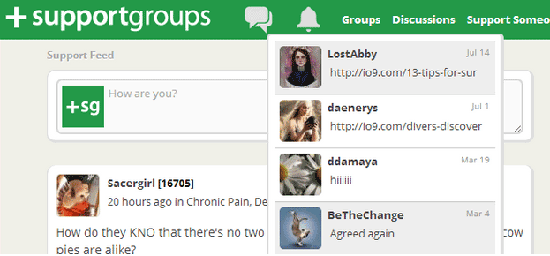 + supportgroups
Groups Discussions Support Someo
Support Feed
+sg
How are you?
LostAbby Jul 14
http://io9.com/13-tips-for-sur
daenerys Jul 1
http://io9.com/divers-discover
ddamaya Mar 19
hiiiii
BeTheChange Mar 4
Agreed again
Sacergirl [16705]
20 hours ago in Chronic Pain, De
How do they KNO that there's no two
cow
pies are alike?